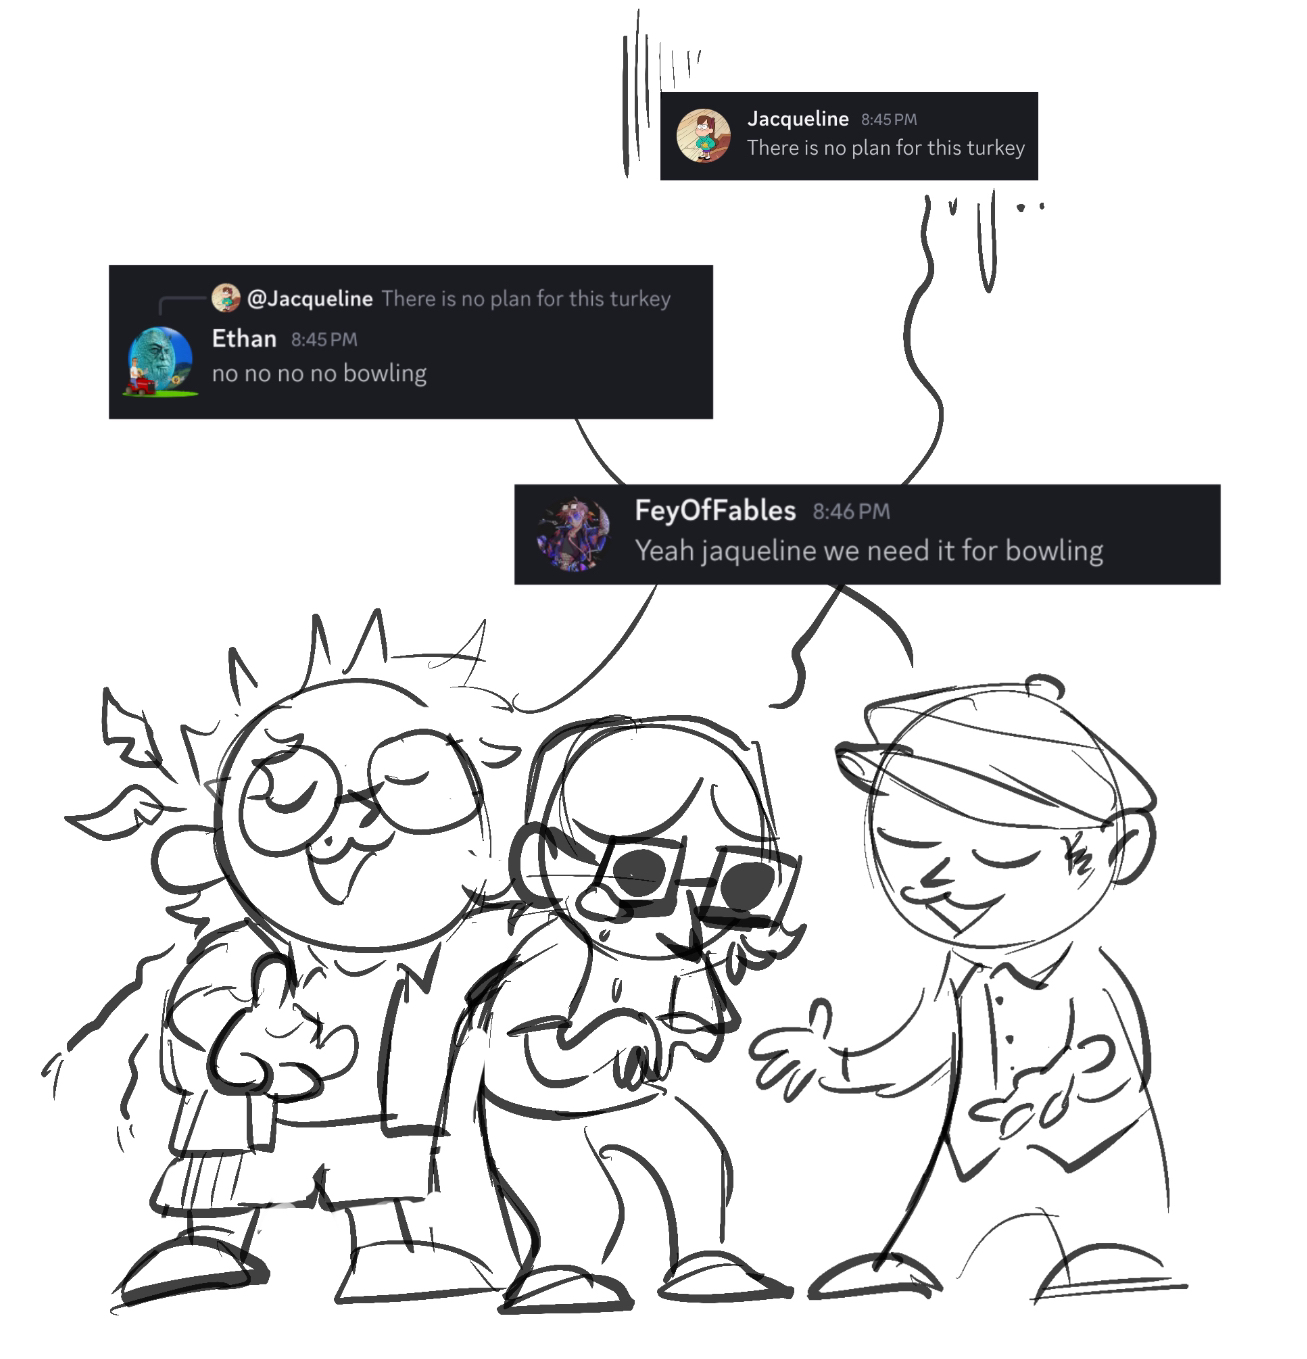 Jacqueline 8:45 PM
There is no plan for this turkey
@Jacqueline There is no plan for this turkey
Ethan 8:45 PM
no no no no bowling
FeyOfFables 8:46 PM
Yeah jaqueline we need it for bowling